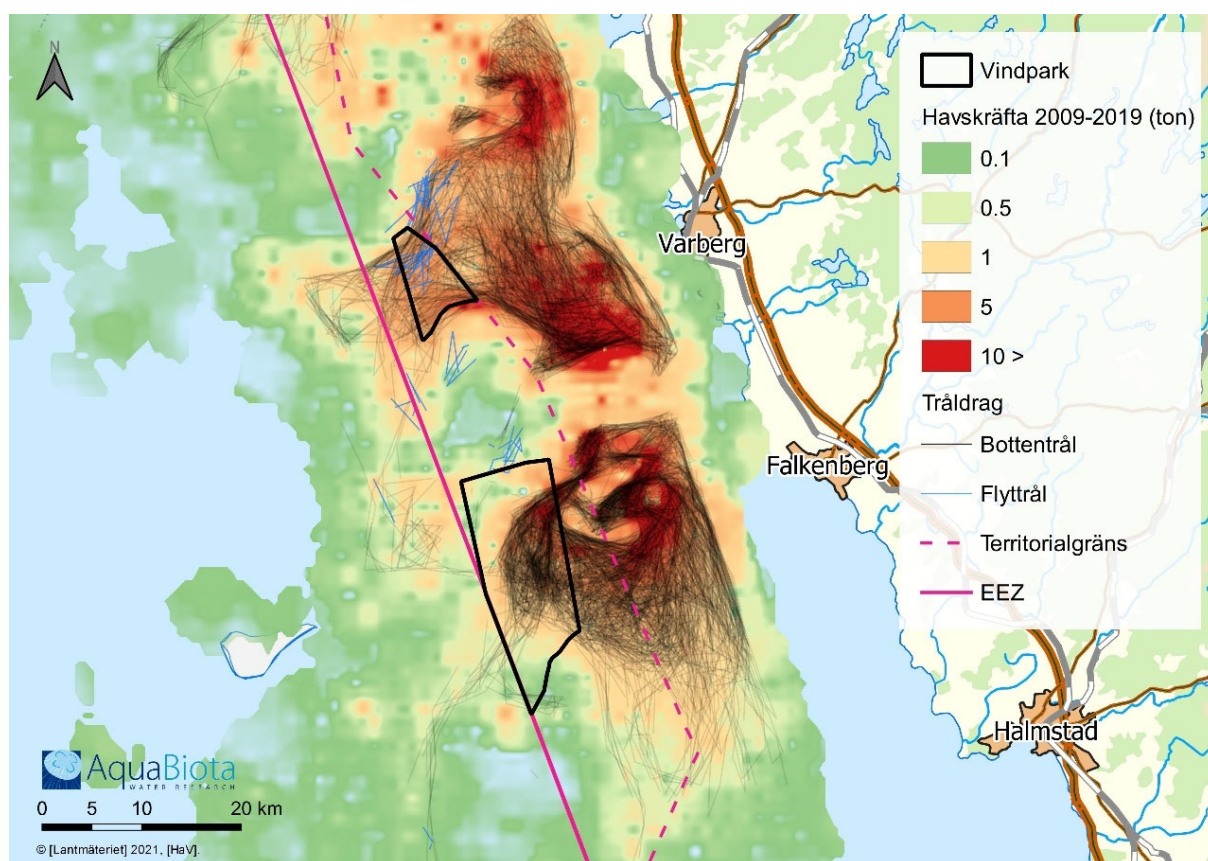 N
Varberg
Falkenberg
Halmstad
Vindpark
Havskräfta 2009-2019 (ton)
0.1
0.5
1
5
10 >
Tråldrag
Bottentrål
Flyttrål
Territorialgräns
EEZ
AquaBiota
WATER RESEARCH
0 5 10 20 km
© [Lantmäteriet] 2021, [HaV].